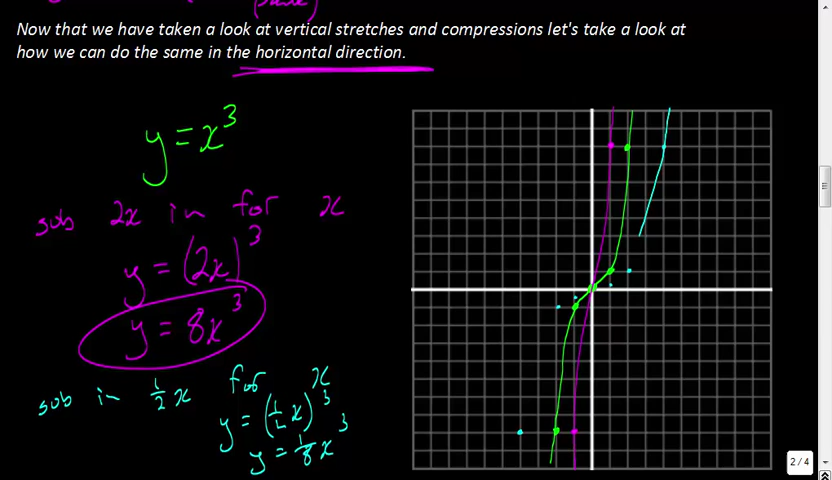 Now that we have taken a look at vertical stretches and compressions let's take a look at
how we can do the same in the horizontal direction.
y = x³
sub 2x in for x
y = (2x)³
y = 8x³
sub in ½x for x
y = (½x)³
y = ⅛x³
2 / 4